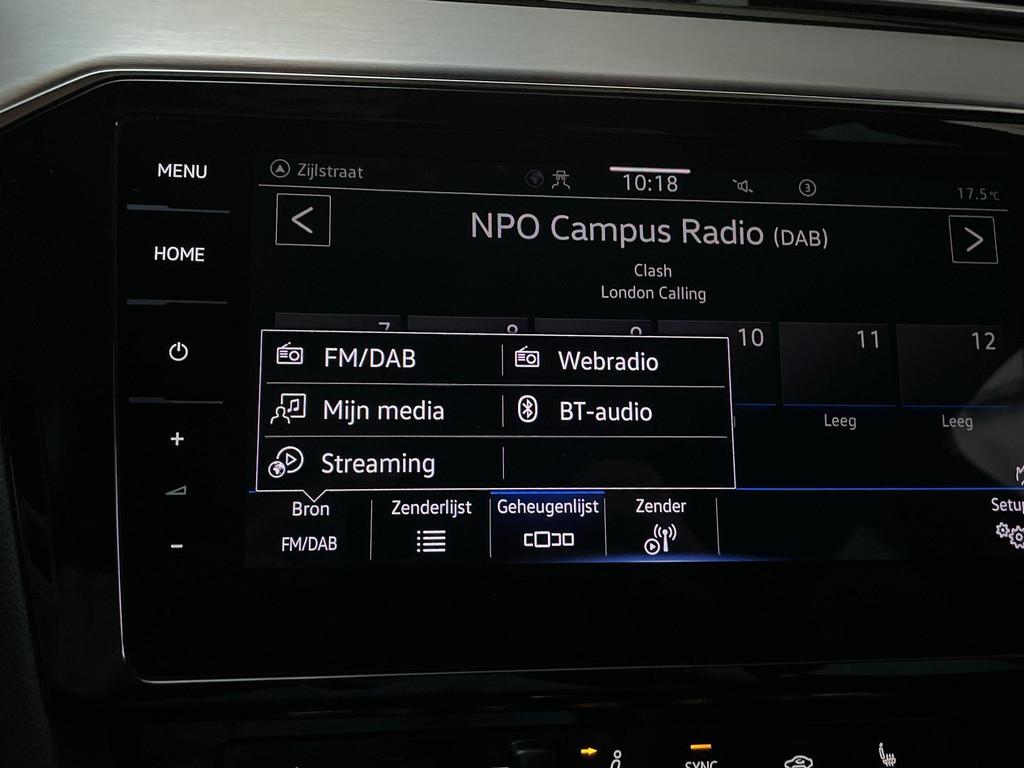 MENU
HOME
Zijlstraat
10:18
3
17.5°C
NPO Campus Radio (DAB)
Clash
London Calling
10
11
12
Leeg
Leeg
FM/DAB
Webradio
Mijn media
BT-audio
Streaming
Bron
FM/DAB
Zenderlijst
Geheugenlijst
Zender
SYNC